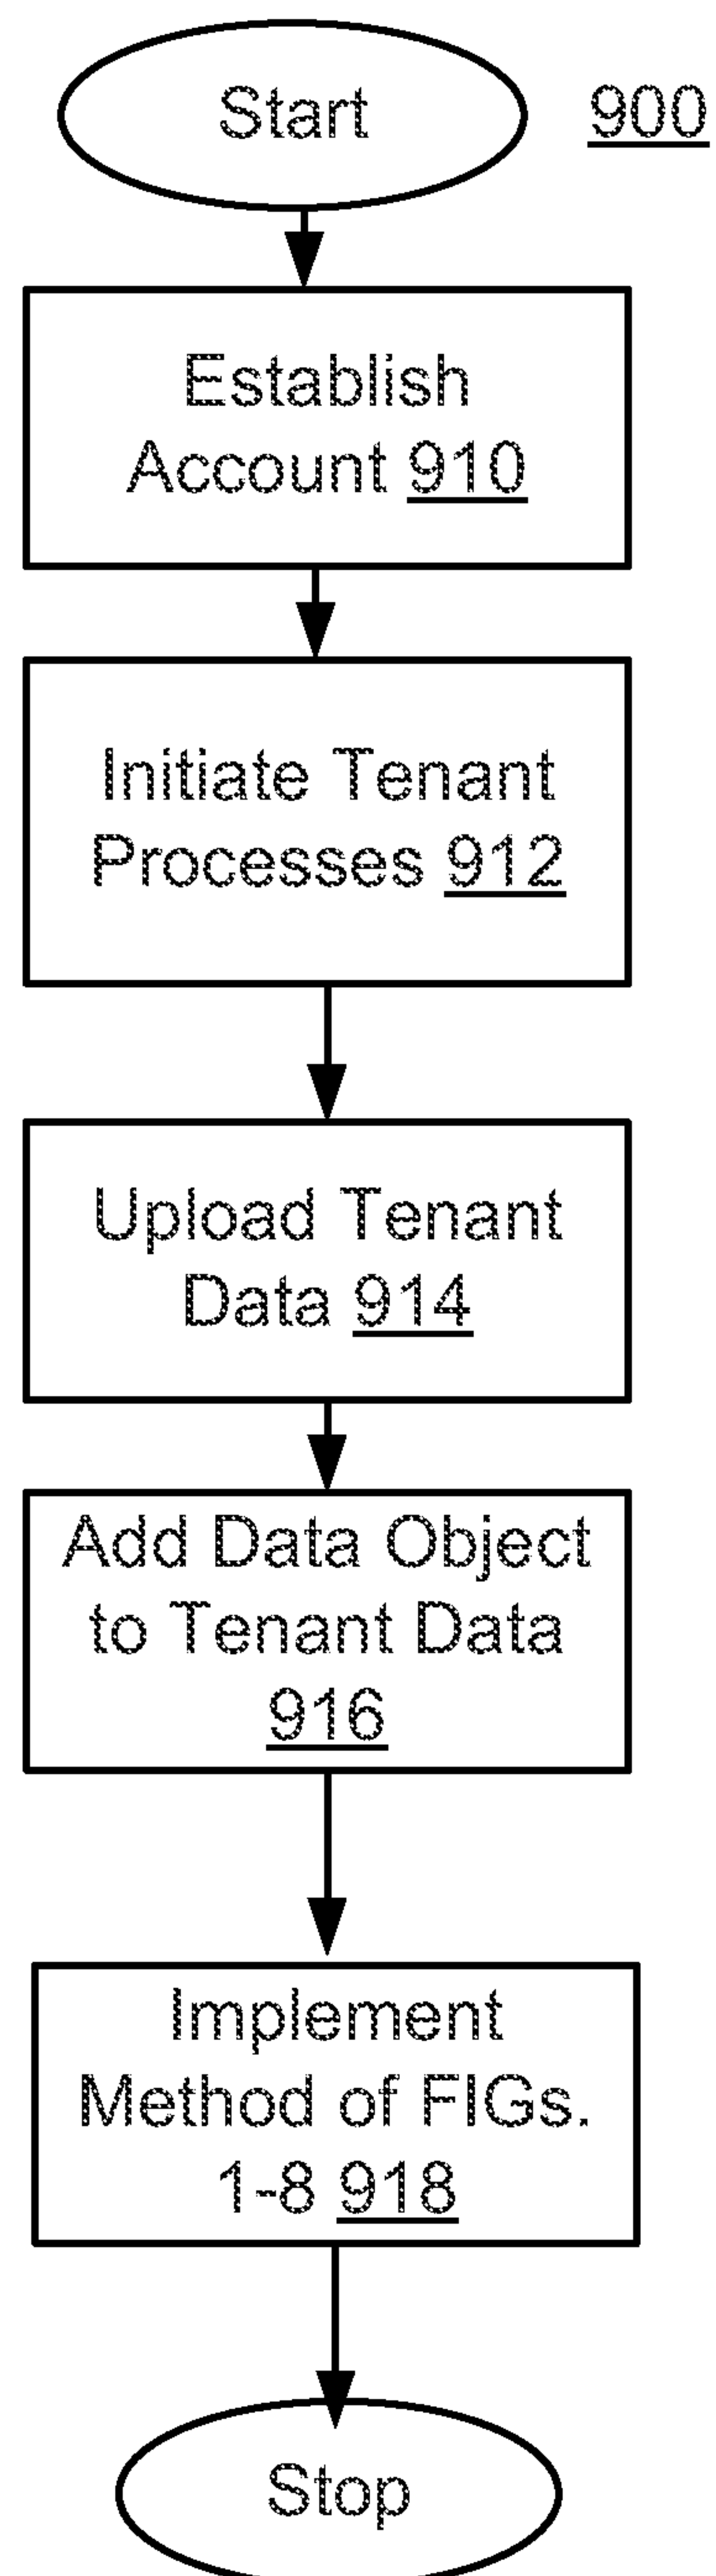 Start
900
Establish
Account 910
Initiate Tenant
Processes 912
Upload Tenant
Data 914
Add Data Object
to Tenant Data
916
Implement
Method of FIGs.
1-8 918
Stop